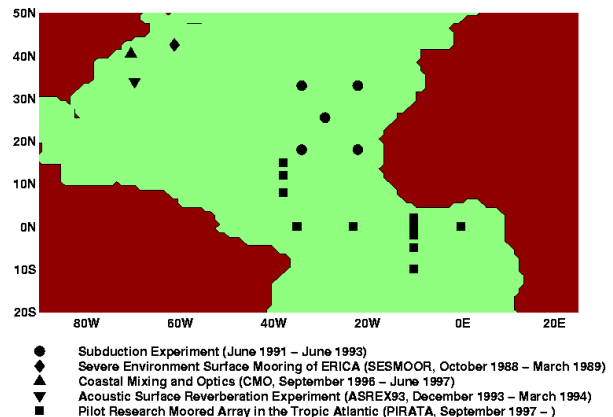 50N
40N
30N
20N
10N
0N
10S
20S
80W 60W 40W 20W 0E 20E
Subduction Experiment (June 1991 – June 1993)
Severe Environment Surface Mooring of ERICA (SESMOOR, October 1988 – March 1989)
Coastal Mixing and Optics (CMO, September 1996 – June 1997)
Acoustic Surface Reverberation Experiment (ASREX93, December 1993 – March 1994)
Pilot Research Moored Array in the Tropic Atlantic (PIRATA, September 1997 – )